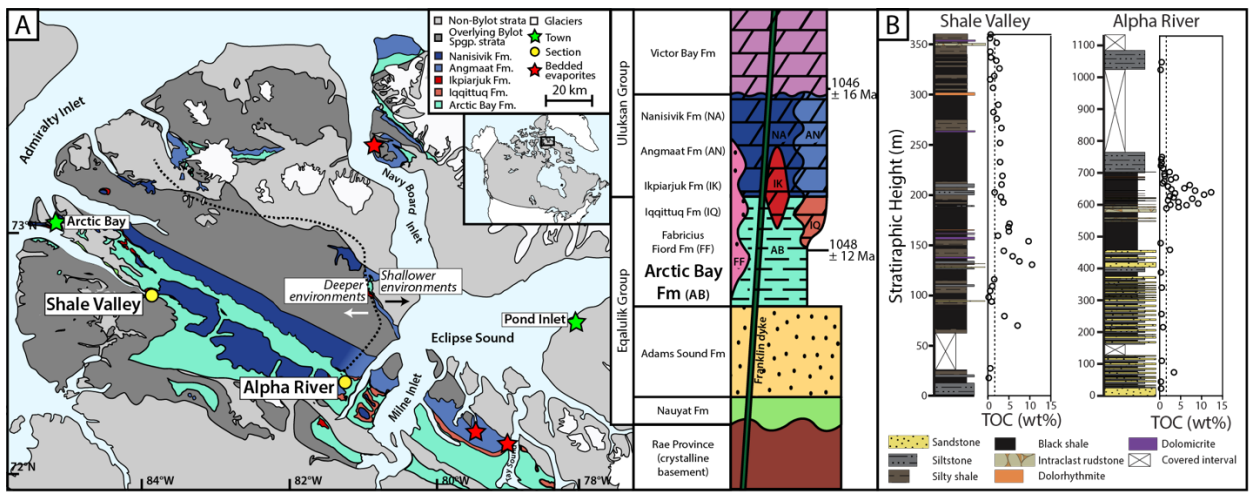 A
Admiralty Inlet
Navy Board Inlet
73°N
Arctic Bay
Shale Valley
Deeper environments
Shallower environments
Pond Inlet
Eclipse Sound
Alpha River
Milne Inlet
72°N
84°W
82°W
80°W
78°W
Non-Bylot strata
Overlying Bylot
Spgp. strata
Nanisivik Fm.
Angmaat Fm.
Ikpiarjuk Fm.
Iqqittuq Fm.
Arctic Bay Fm.
Glaciers
Town
Section
Bedded
evaporites
20 km
Uluksan Group
Eqalulik Group
Victor Bay Fm
Nanisivik Fm (NA)
Angmaat Fm (AN)
Ikpiarjuk Fm (IK)
Iqqittuq Fm (IQ)
Fabricius
Fiord Fm (FF)
Arctic Bay
Fm (AB)
Adams Sound Fm
Nauyat Fm
Rae Province
(crystalline
basement)
NA
AN
IK
IQ
FF
AB
Franklin dyke
1046
± 16 Ma
1048
± 12 Ma
B
Shale Valley
Alpha River
Stratiraphic Height (m)
350
300
250
200
150
100
50
0
0 5 10 15
TOC (wt%)
1100
1000
900
800
700
600
500
400
300
200
100
0
0 5 10 15
TOC (wt%)
Sandstone
Siltstone
Silty shale
Black shale
Intraclast rudstone
Dolorhythmite
Dolomicrite
Covered interval